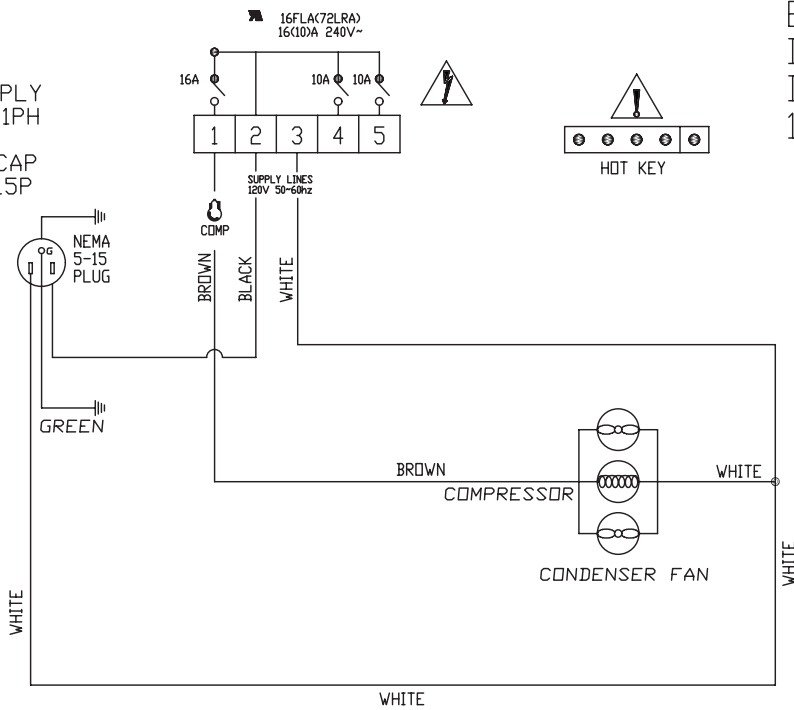 16FLA(72LRA)
16(10)A 240V~
16A
10A
10A
PLY
1PH
1 2 3 4 5
CAP
5P
HOT KEY
SUPPLY LINES
120V 50~60hz
COMP
G
NEMA
5-15
PLUG
BROWN
BLACK
WHITE
GREEN
BROWN
WHITE
COMPRESSOR
CONDENSER FAN
WHITE
WHITE
WHITE